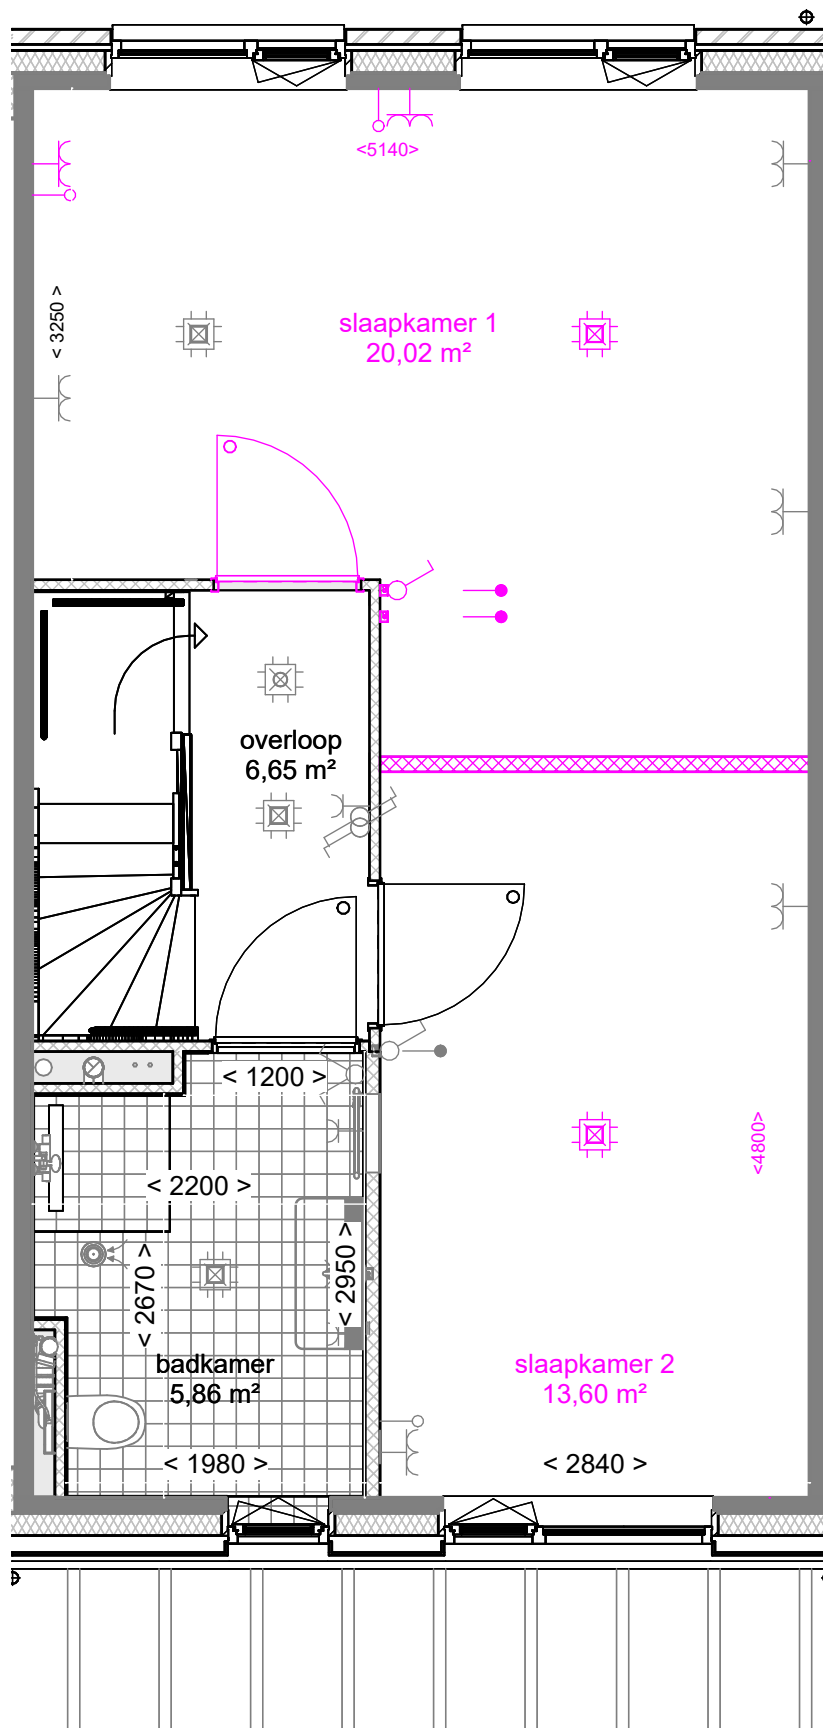 <5140>
< 3250 >
slaapkamer 1
20,02 m²
overloop
6,65 m²
< 1200 >
<4800>
< 2200 >
< 2670 >
< 2950 >
badkamer
5,86 m²
slaapkamer 2
13,60 m²
< 1980 >
< 2840 >